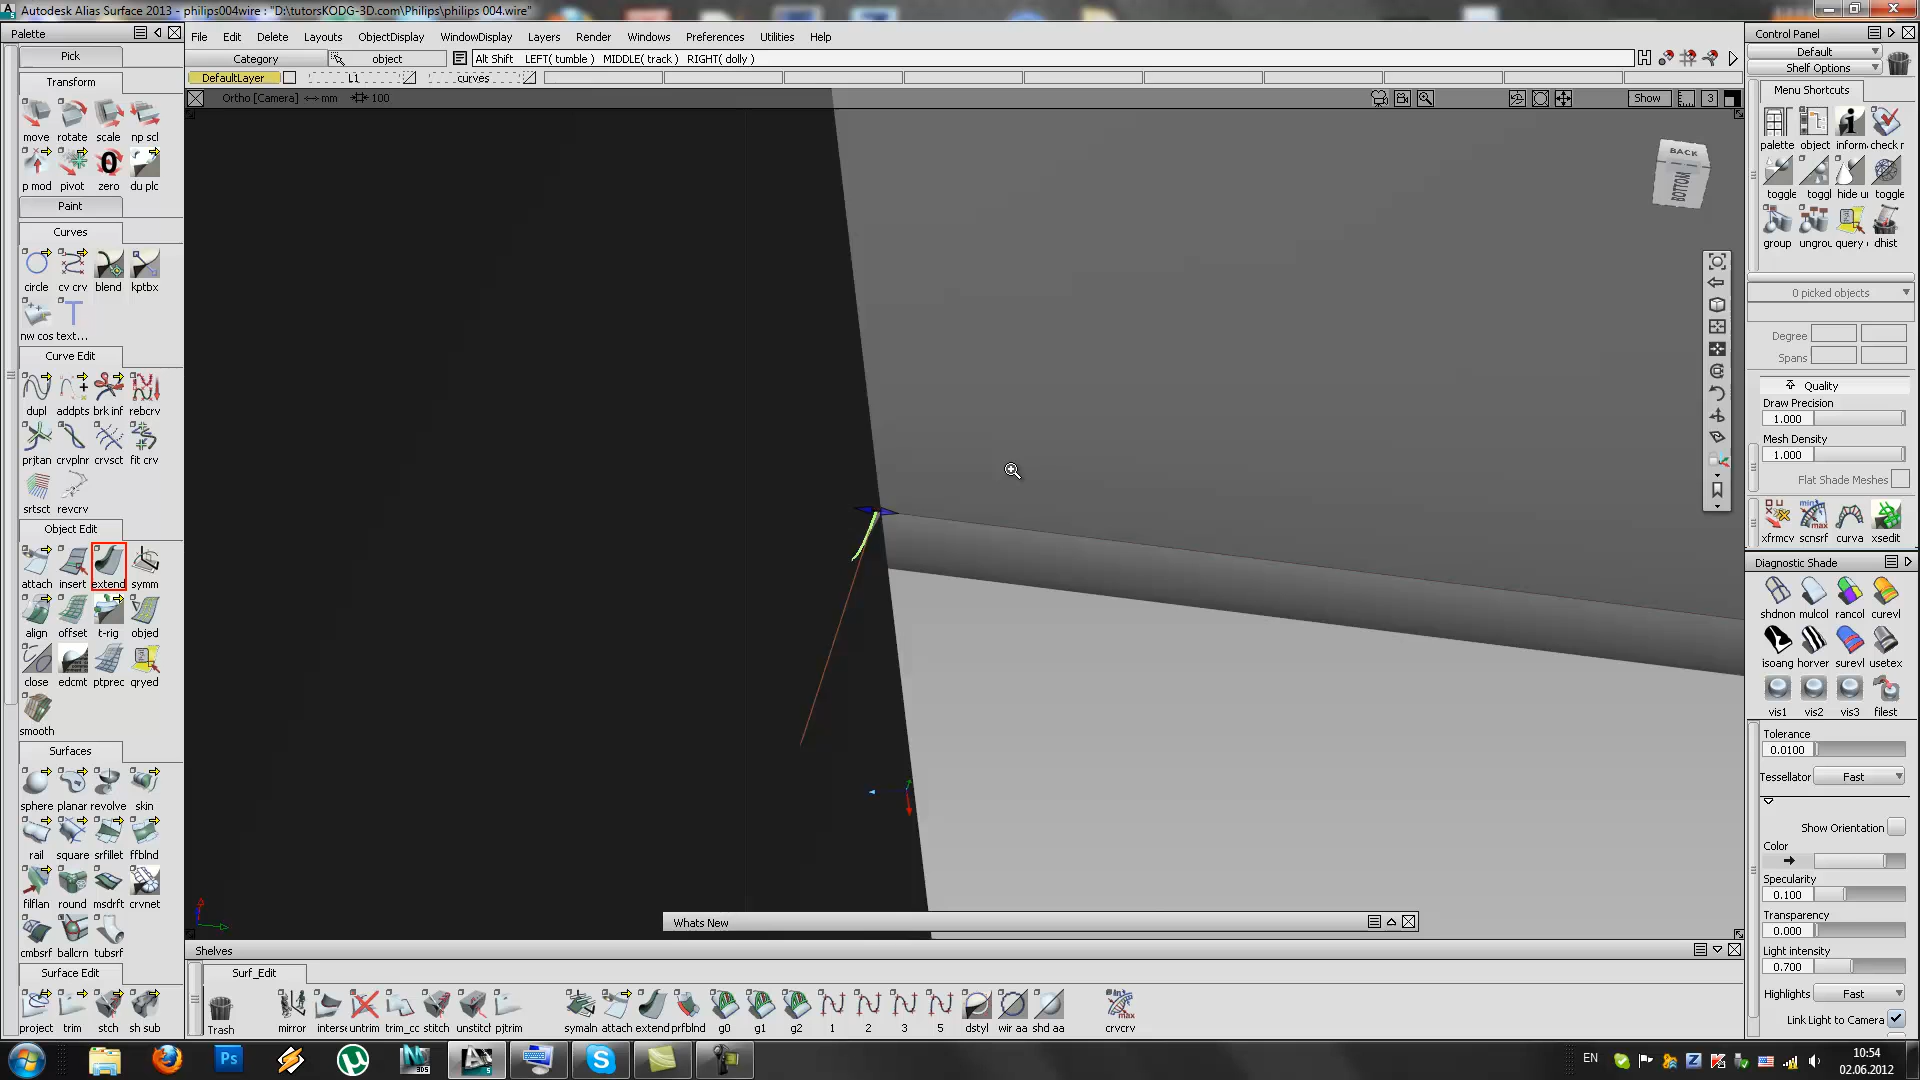 Autodesk Alias Surface 2013 - philips004wire : "D:\tutorsKODG-3D.com\Philips\philips 004.wire"
Palette
File Edit Delete Layouts ObjectDisplay WindowDisplay Layers Render Windows Preferences Utilities Help
Control Panel
Pick
Category object Alt Shift LEFT( tumble ) MIDDLE( track ) RIGHT( dolly )
Default
Shelf Options
DefaultLayer L1 curves
Transform
Menu Shortcuts
Ortho [Camera] mm 100
Show 3
move rotate scale np scl
palette object inform check r
BACK
BOTTOM
p mod pivot zero du plc
toggle toggl hide u toggle
Paint
Curves
group ungrou query dhist
circle cv crv blend kptbx
0 picked objects
nw cos text...
Degree
Spans
Curve Edit
Quality
Draw Precision
1.000
dupl addpts brk inf rebcrv
Mesh Density
1.000
prjtan crvplnr crvsct fit crv
Flat Shade Meshes
srtsct revcrv
Object Edit
xfrmcv scnsrf curva xsedit
Diagnostic Shade
attach insert extend symm
shdnon mulcol rancol curevl
align offset t-rig objed
isoang horver surevl usetex
close edcmt ptprec qryed
vis1 vis2 vis3 filest
smooth
Tolerance
0.0100
Surfaces
Tessellator Fast
sphere planar revolve skin
Show Orientation
Color
rail square srfillet ffblnd
Specularity
0.100
filflan round msdrft crvnet
Transparency
0.000
Whats New
cmbsrf ballcrn tubsrf
Shelves
Light intensity
0.700
Surface Edit
Surf_Edit
Highlights Fast
project trim stch sh sub
Trash mirror interse untrim trim_cc stitch unstitch pjtrim symaln attach extend prfblnd g0 g1 g2 1 2 3 5 dstyl wir aa shd aa crvcrv
Link Light to Camera
EN
10:54
02.06.2012